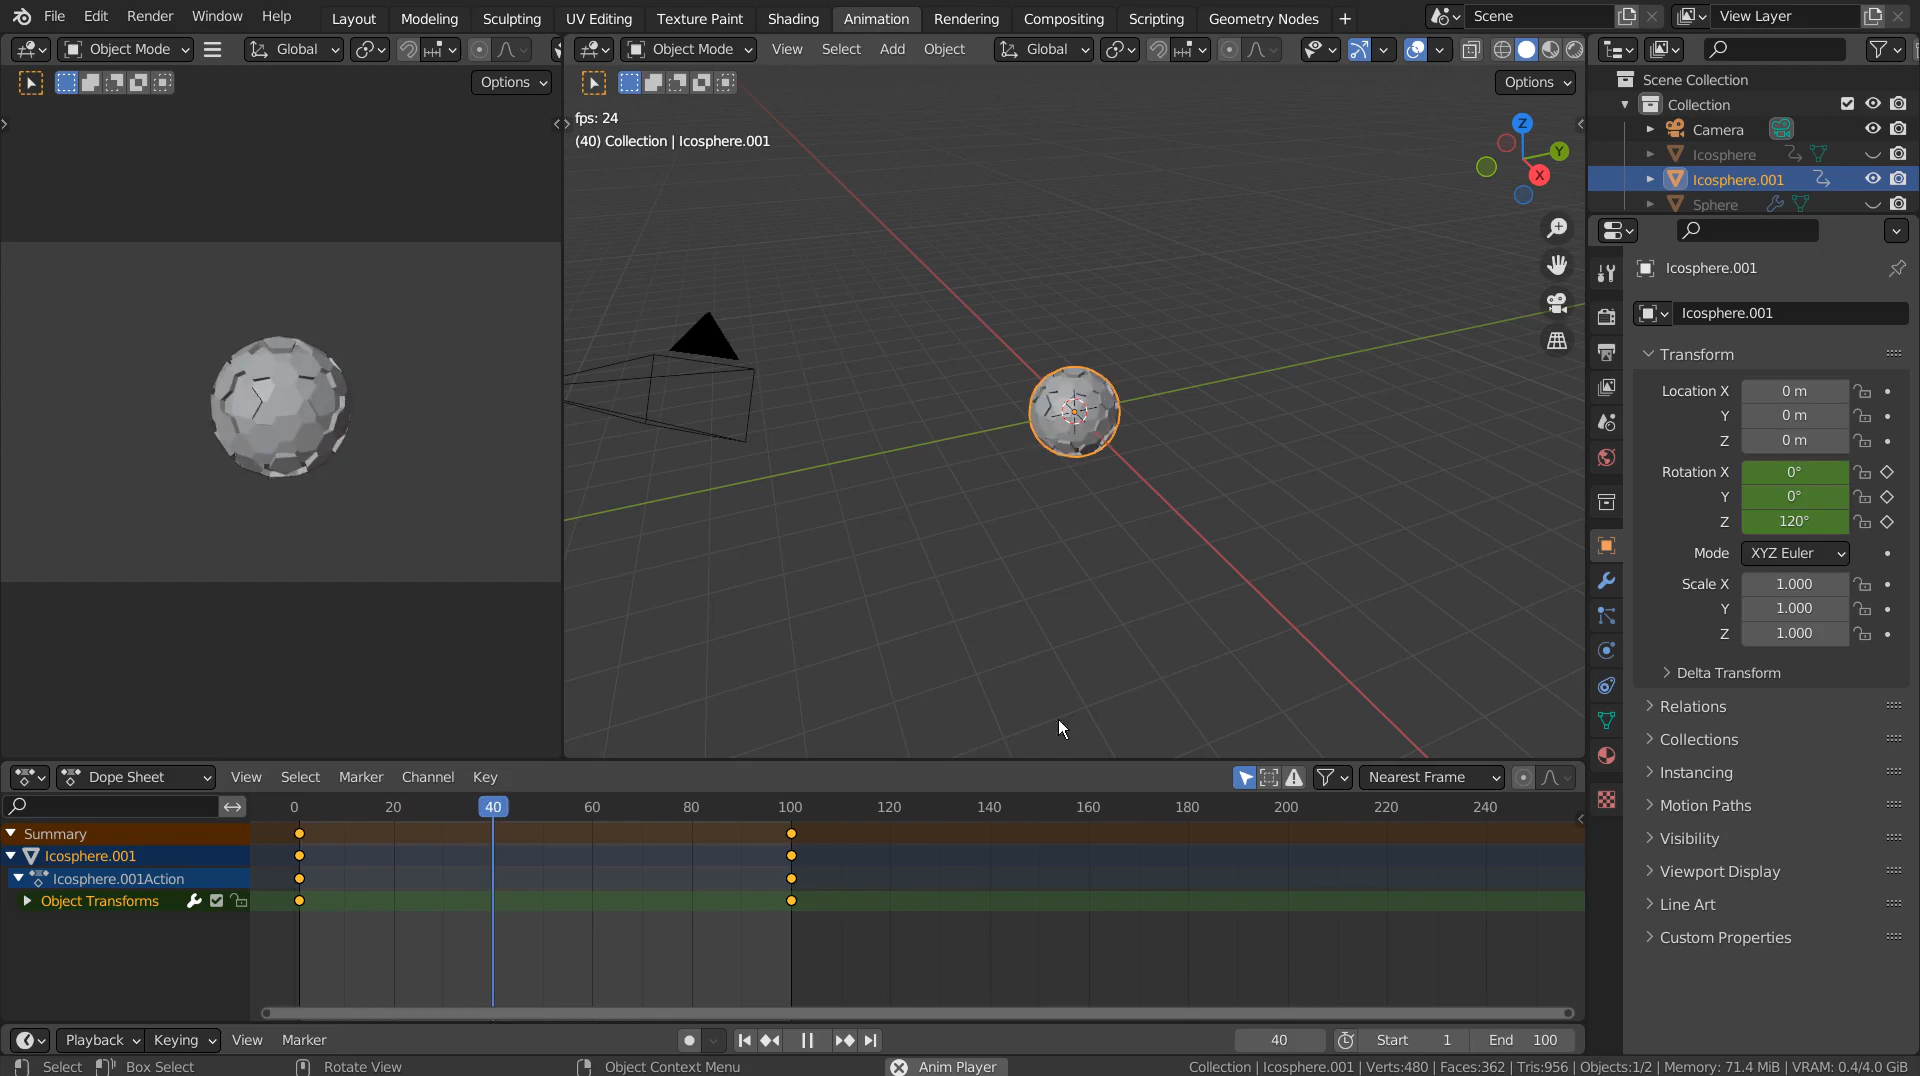 File Edit Render Window Help Layout Modeling Sculpting UV Editing Texture Paint Shading Animation Rendering Compositing Scripting Geometry Nodes + Scene View Layer
Object Mode Global Object Mode View Select Add Object Global
Options Options
fps: 24
(40) Collection | Icosphere.001
Z
Y
X
Scene Collection
Collection
Camera
Icosphere
Icosphere.001
Sphere
Icosphere.001
Icosphere.001
Transform
Location X 0 m
Y 0 m
Z 0 m
Rotation X 0°
Y 0°
Z 120°
Mode XYZ Euler
Scale X 1.000
Y 1.000
Z 1.000
Delta Transform
Relations
Collections
Instancing
Motion Paths
Visibility
Viewport Display
Line Art
Custom Properties
Dope Sheet View Select Marker Channel Key Nearest Frame
0 20 40 60 80 100 120 140 160 180 200 220 240
Summary
Icosphere.001
Icosphere.001Action
Object Transforms
Playback Keying View Marker 40 Start 1 End 100
Select Box Select Rotate View Object Context Menu Anim Player Collection | Icosphere.001 | Verts:480 | Faces:362 | Tris:956 | Objects:1/2 | Memory: 71.4 MiB | VRAM: 0.4/4.0 GiB